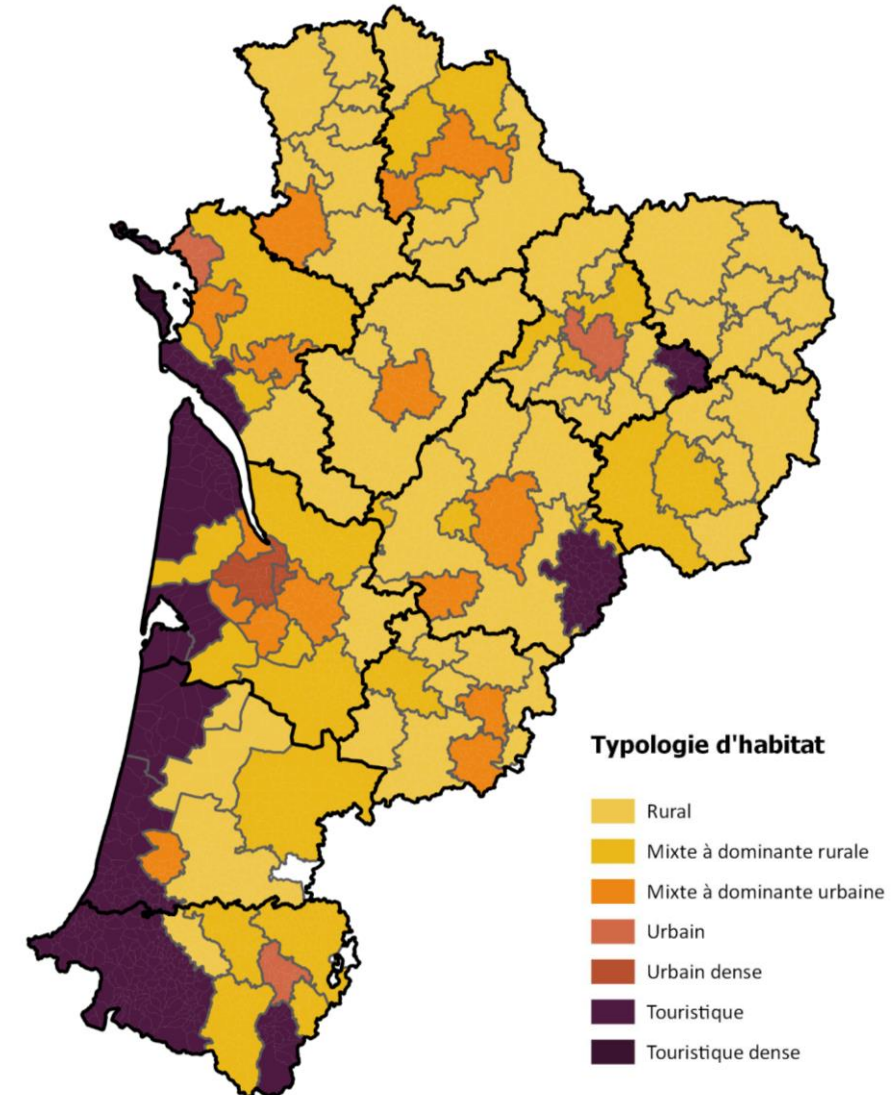 Typologie d'habitat
Rural
Mixte à dominante rurale
Mixte à dominante urbaine
Urbain
Urbain dense
Touristique
Touristique dense